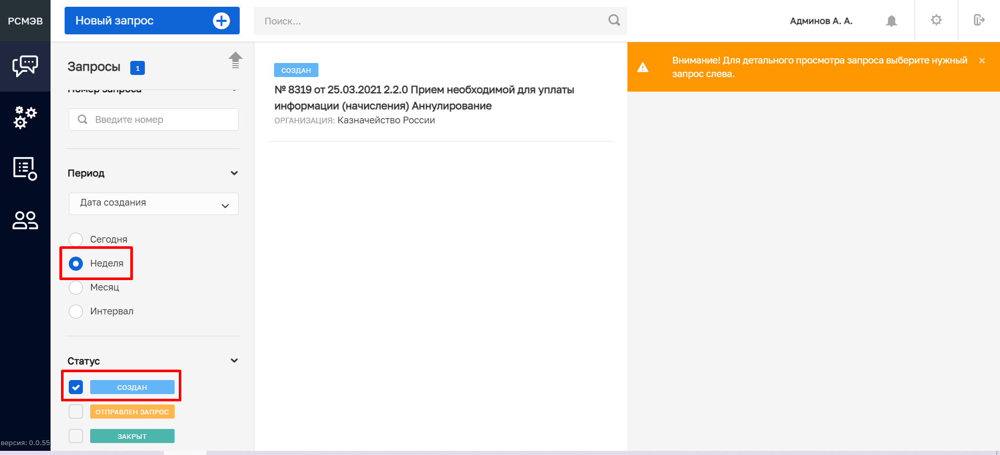 РСМЭВ
Новый запрос
Поиск...
Админов А. А.
Запросы 1
Номер запроса
Введите номер
Период
Дата создания
Сегодня
Неделя
Месяц
Интервал
Статус
СОЗДАН
ОТПРАВЛЕН ЗАПРОС
ЗАКРЫТ
версия: 0.0.55
СОЗДАН
№ 8319 от 25.03.2021 2.2.0 Прием необходимой для уплаты
информации (начисления) Аннулирование
ОРГАНИЗАЦИЯ: Казначейство России
Внимание! Для детального просмотра запроса выберите нужный
запрос слева.